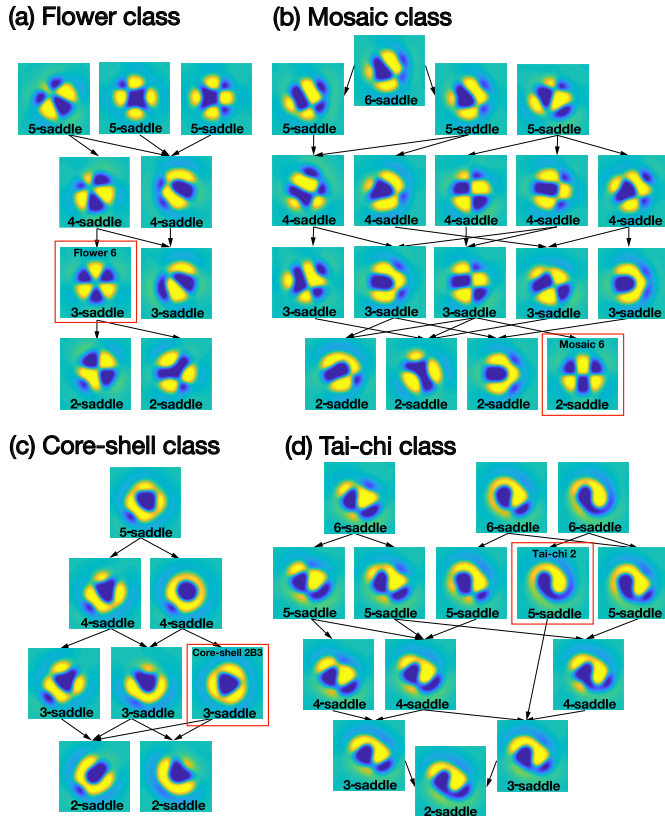 (a) Flower class
5-saddle 5-saddle 5-saddle
4-saddle 4-saddle
Flower 6
3-saddle 3-saddle
2-saddle 2-saddle
(b) Mosaic class
6-saddle
5-saddle 5-saddle 5-saddle
4-saddle 4-saddle 4-saddle 4-saddle 4-saddle
3-saddle 3-saddle 3-saddle 3-saddle 3-saddle
Mosaic 6
2-saddle 2-saddle 2-saddle 2-saddle
(c) Core-shell class
5-saddle
4-saddle 4-saddle
Core-shell 2B3
3-saddle 3-saddle 3-saddle
2-saddle 2-saddle
(d) Tai-chi class
6-saddle 6-saddle 6-saddle
Tai-chi 2
5-saddle 5-saddle 5-saddle 5-saddle 5-saddle
4-saddle 4-saddle 4-saddle
3-saddle 3-saddle
2-saddle